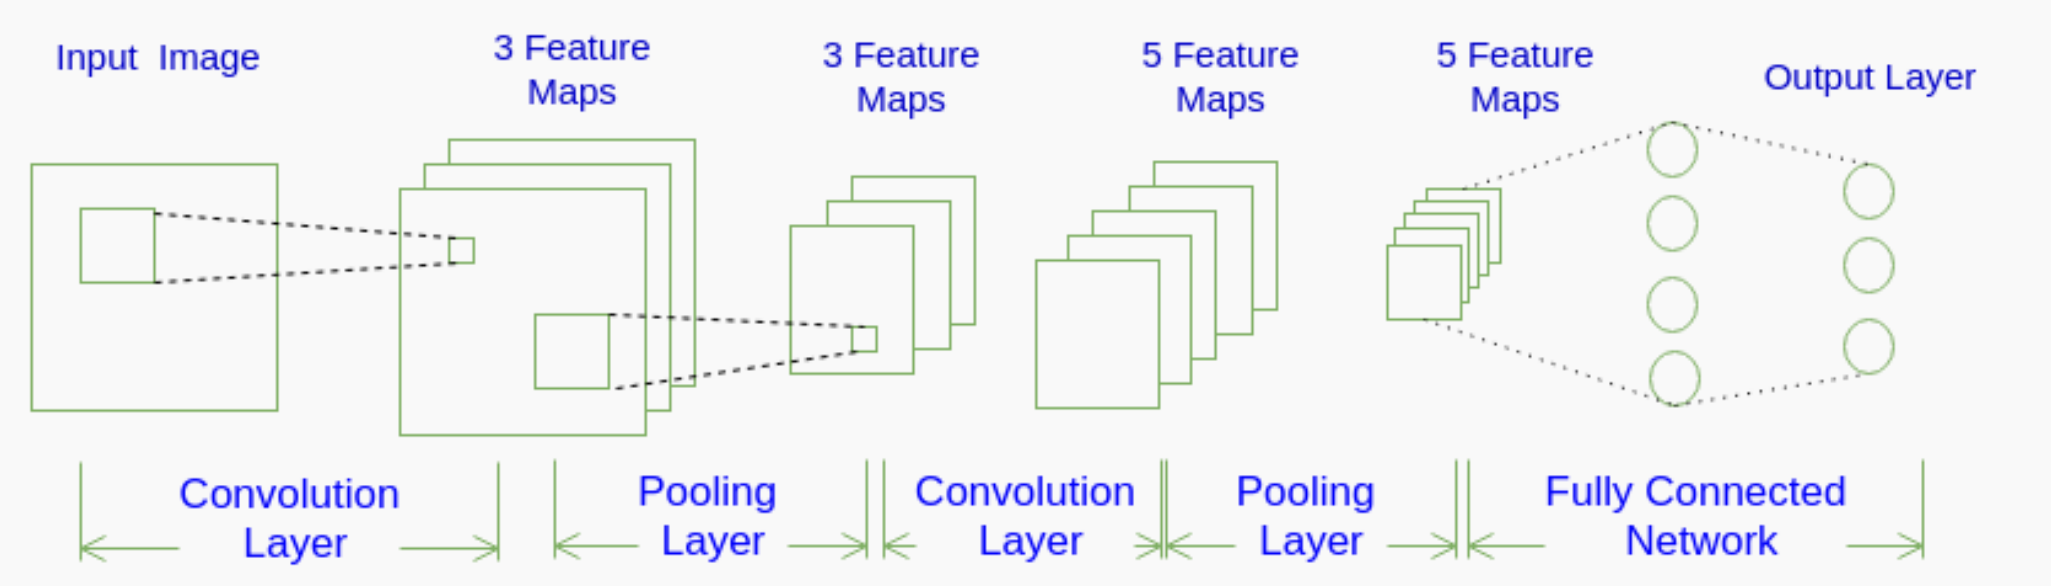 Input Image
3 Feature
Maps
3 Feature
Maps
5 Feature
Maps
5 Feature
Maps
Output Layer
Convolution
Layer
Pooling
Layer
Convolution
Layer
Pooling
Layer
Fully Connected
Network